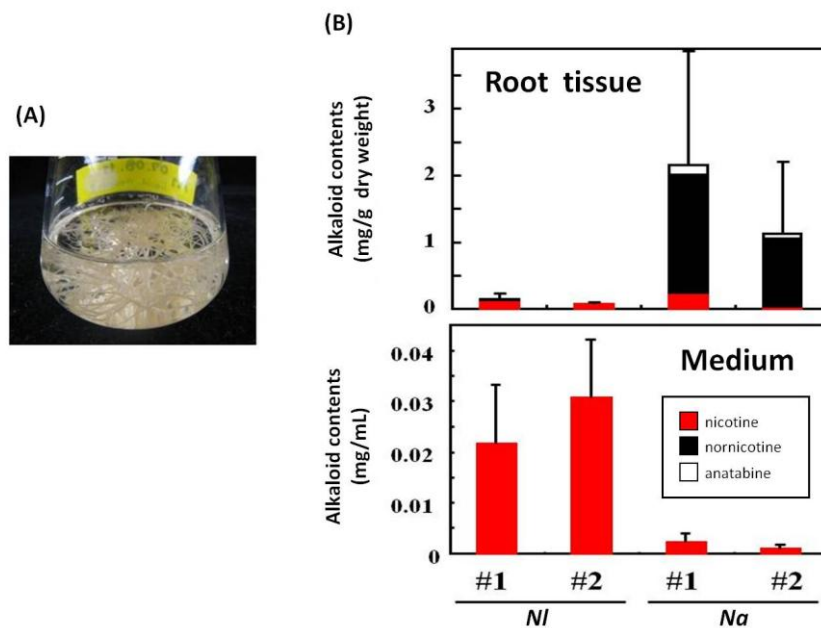 (A)
(B)
Root tissue
Alkaloid contents
(mg/g dry weight)
3
2
1
0
Medium
Alkaloid contents
(mg/mL)
0.04
0.03
0.02
0.01
0
nicotine
nornicotine
anatabine
#1 #2 #1 #2
Nl Na